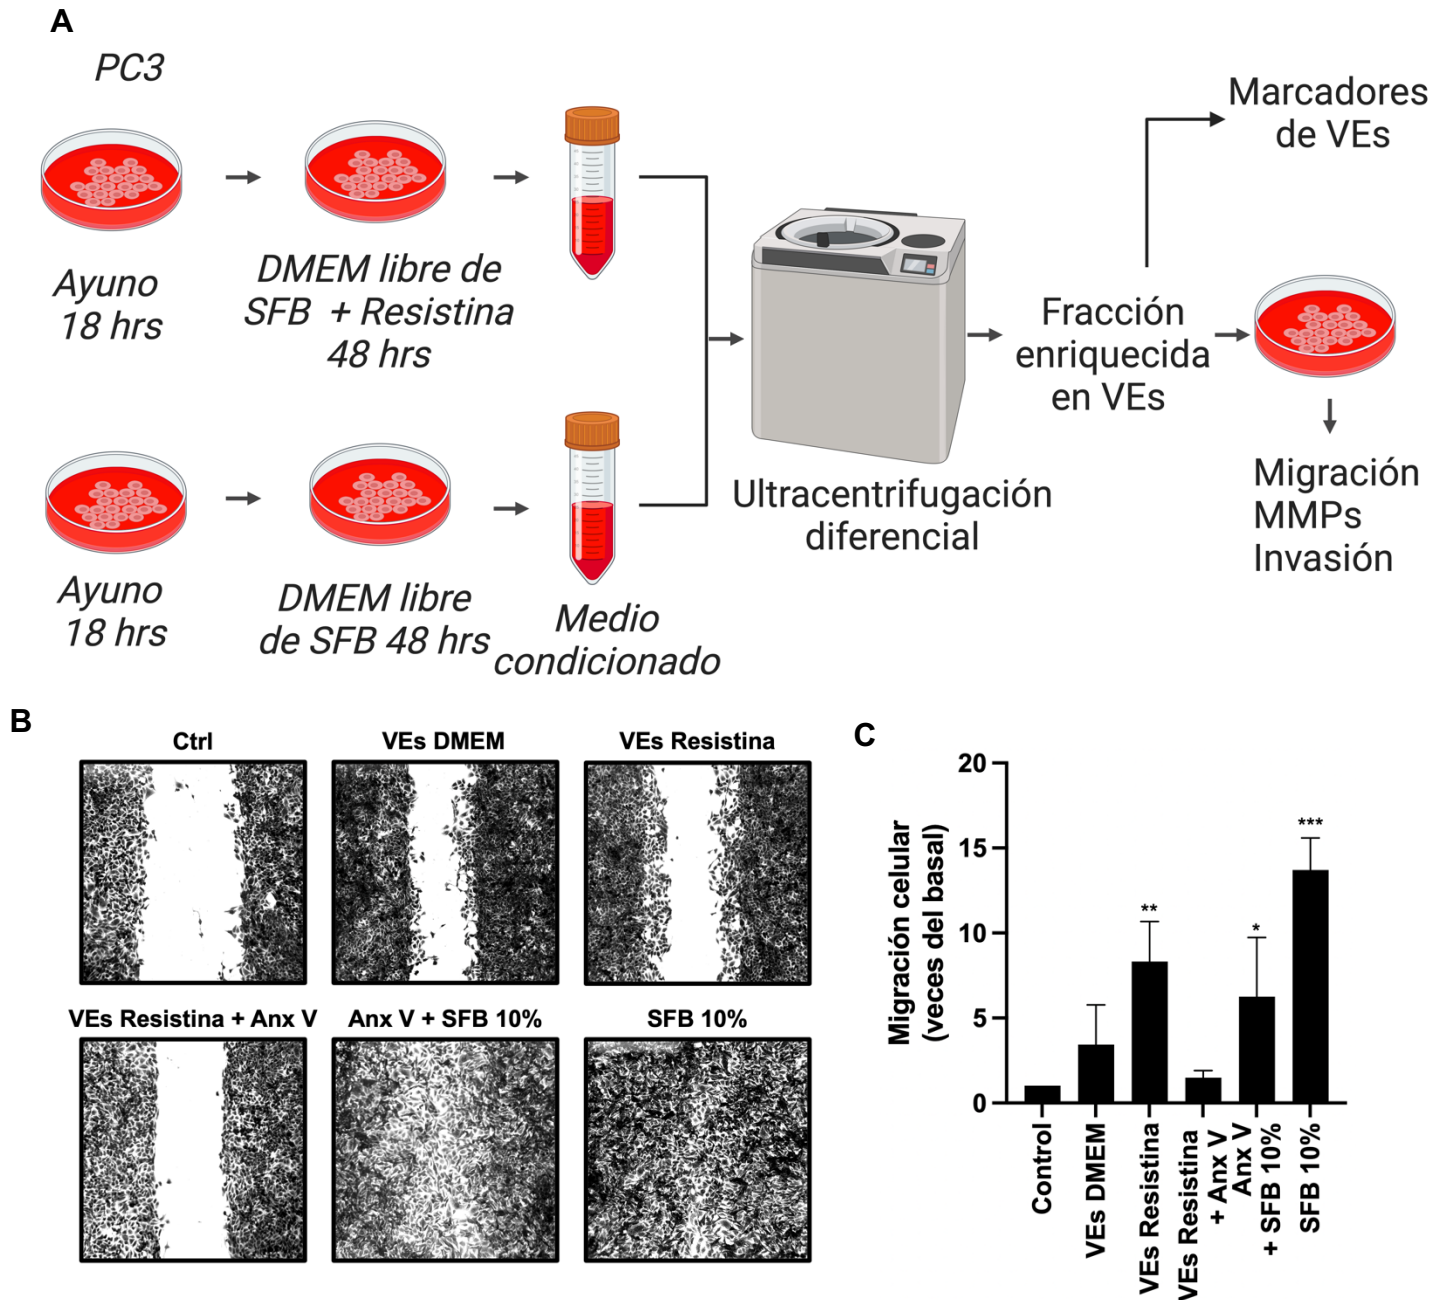 A
PC3
Ayuno
18 hrs
DMEM libre de
SFB + Resistina
48 hrs
Ayuno
18 hrs
DMEM libre
de SFB 48 hrs
Medio
condicionado
Ultracentrifugación
diferencial
Fracción
enriquecida
en VEs
Marcadores
de VEs
Migración
MMPs
Invasión
B
Ctrl
VEs DMEM
VEs Resistina
VEs Resistina + Anx V
Anx V + SFB 10%
SFB 10%
C
Migración celular
(veces del basal)
20
15
10
5
0
**
*
***
Control
VEs DMEM
VEs Resistina
VEs Resistina
+ Anx V
Anx V
+ SFB 10%
SFB 10%